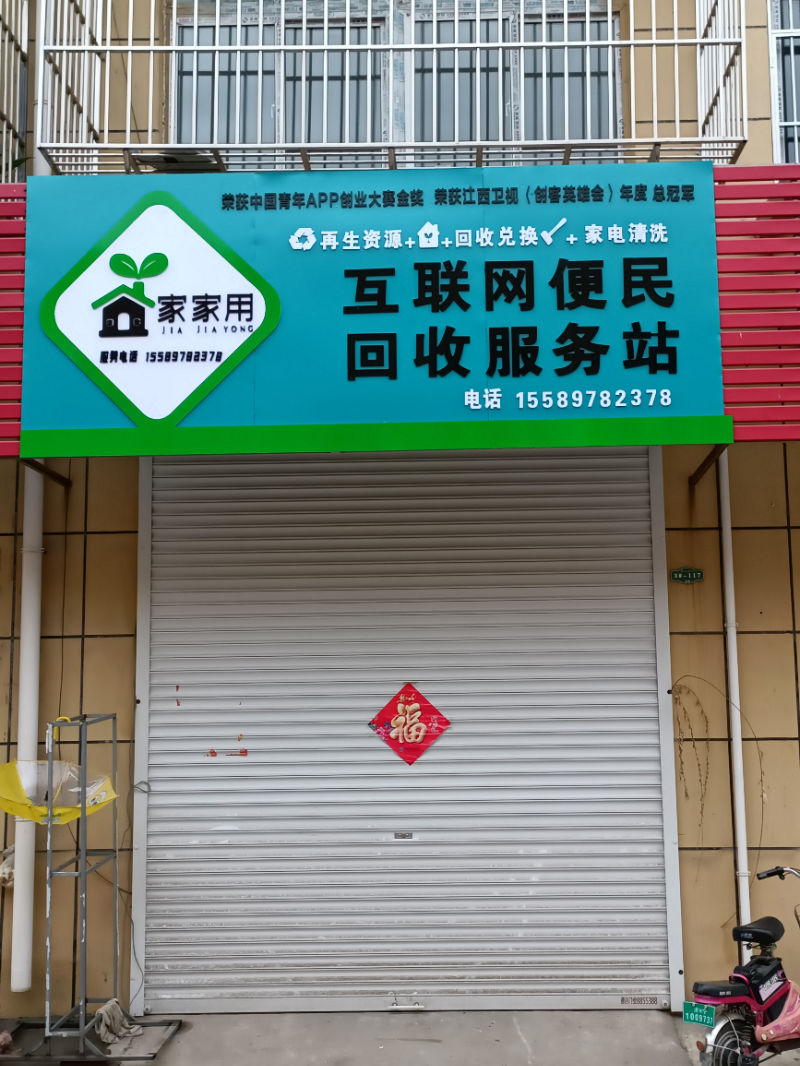 荣获中国青年APP创业大赛金奖 荣获江西卫视《创客英雄会》年度 总冠军
再生资源+ +回收兑换 + 家电清洗
互联网便民
回收服务站
电话 15589782378
家家用
JIA JIA YONG
服务电话 15589782378
38-117
福
1009737